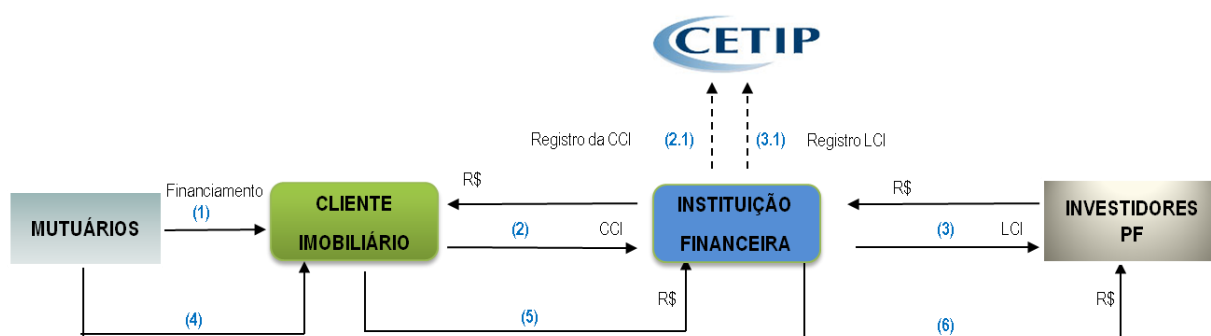 CETIP
Registro da CCI (2.1) (3.1) Registro LCI
Financiamento
(1)
MUTUÁRIOS
CLIENTE
IMOBILIÁRIO
R$
(2) CCI
INSTITUIÇÃO
FINANCEIRA
R$
(3) LCI
INVESTIDORES
PF
(4)
(5)
R$
(6)
R$